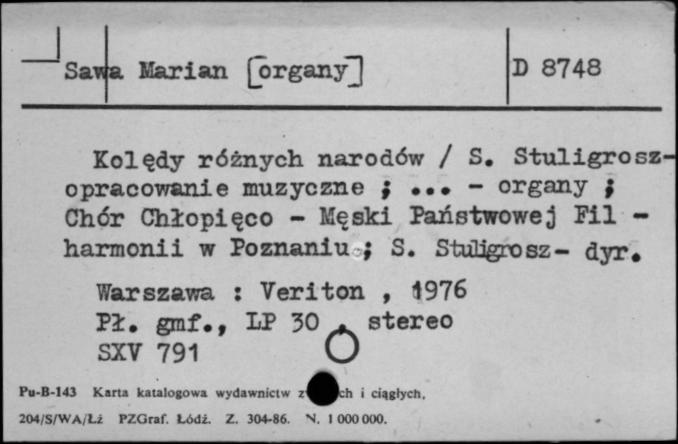 Sawa Marian [organy]
D 8748
Kolędy różnych narodów / S. Stuligrosz-
opracowanie muzyczne ; ... - organy ;
Chór Chłopięco - Męski Państwowej Fil -
harmonii w Poznaniu ; S. Stuligrosz- dyr.
Warszawa : Veriton , 1976
Pł. gmf., LP 30 , stereo
SXV 791
Pu-B-143 Karta katalogowa wydawnictw i ciągłych.
204/S/WA/Łż PZGraf. Łódź. Z. 304-86. N. 1 000 000.